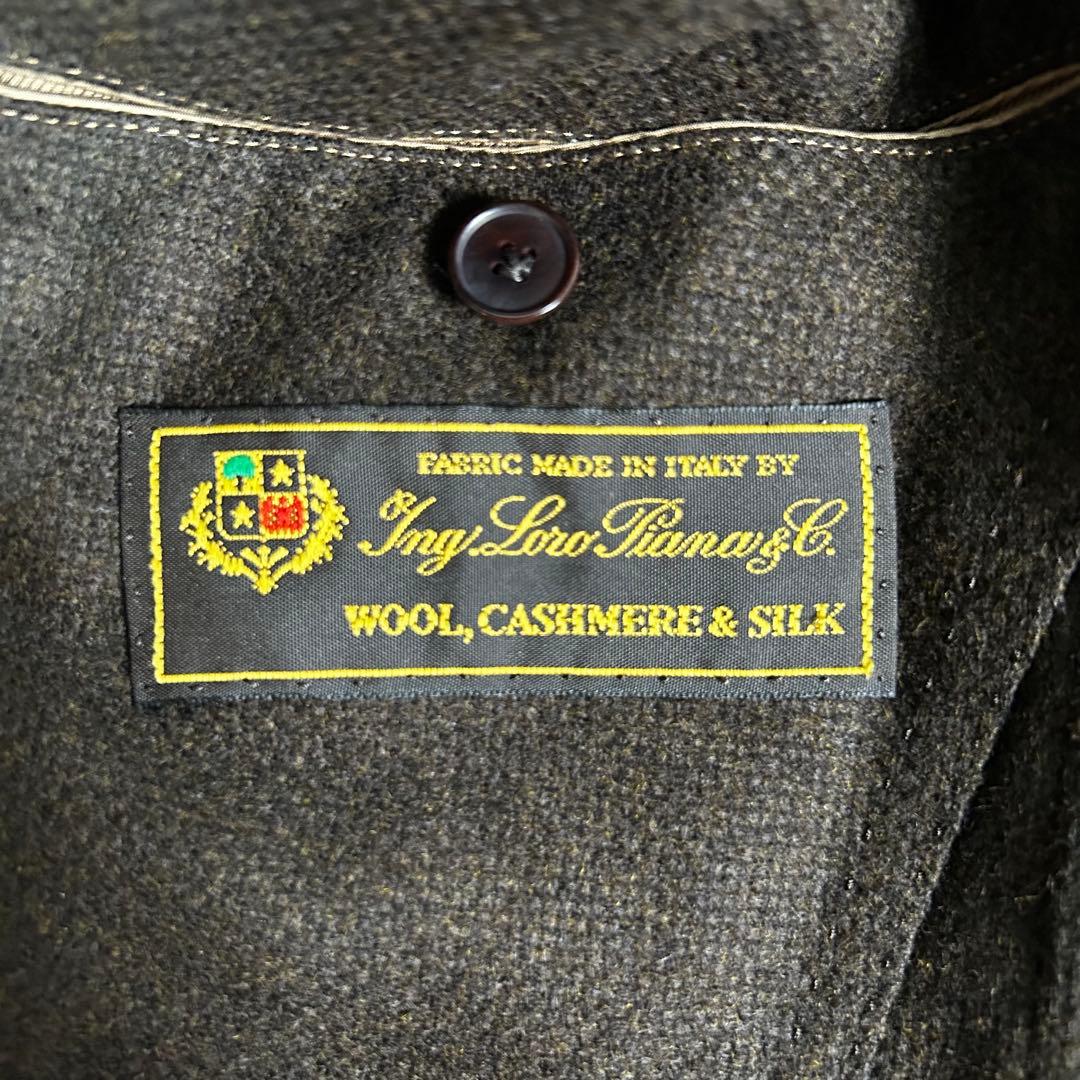 FABRIC MADE IN ITALY BY
Ing. Loro Piana & C.
WOOL, CASHMERE & SILK